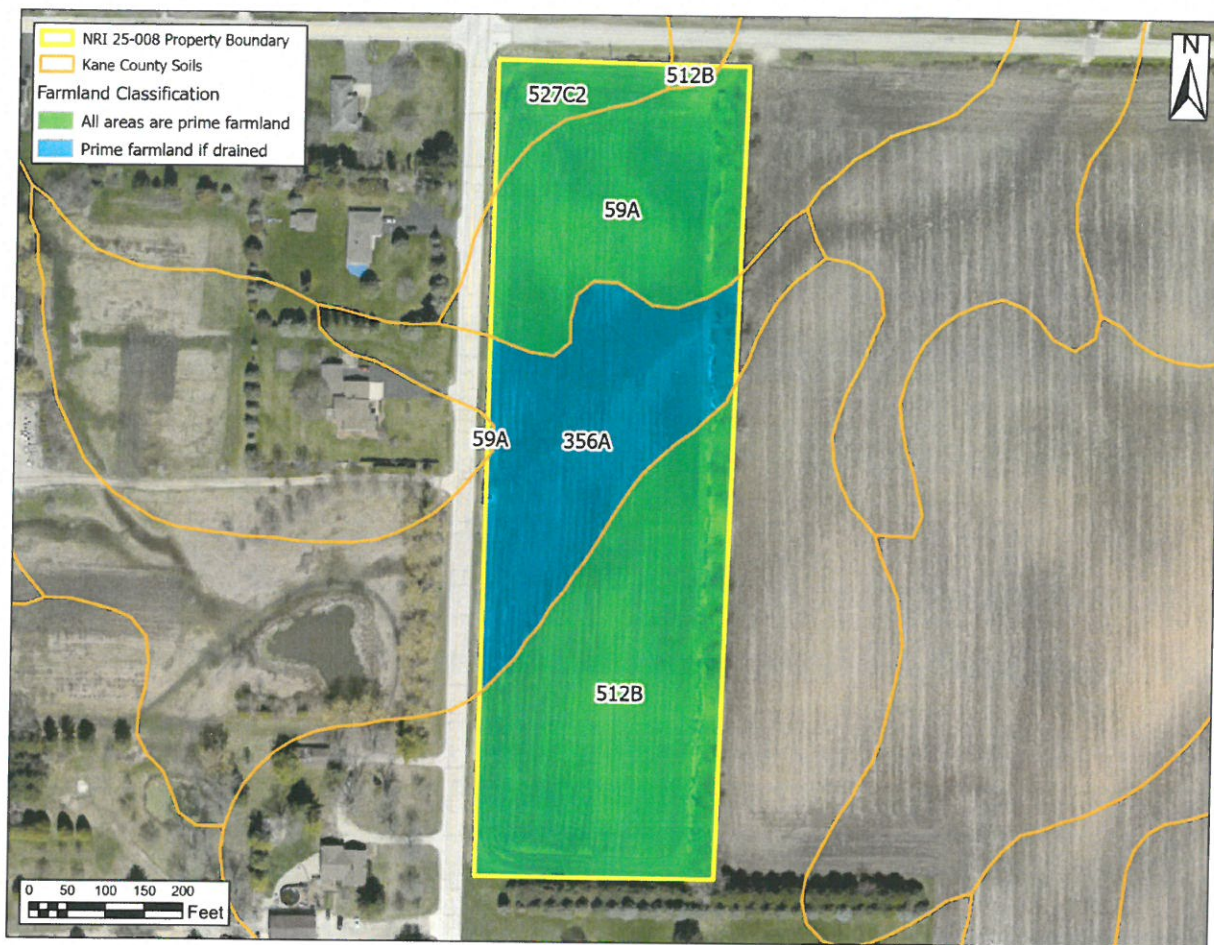 NRI 25-008 Property Boundary
Kane County Soils
Farmland Classification
All areas are prime farmland
Prime farmland if drained
N
512B
527C2
59A
59A
356A
512B
0 50 100 150 200
Feet